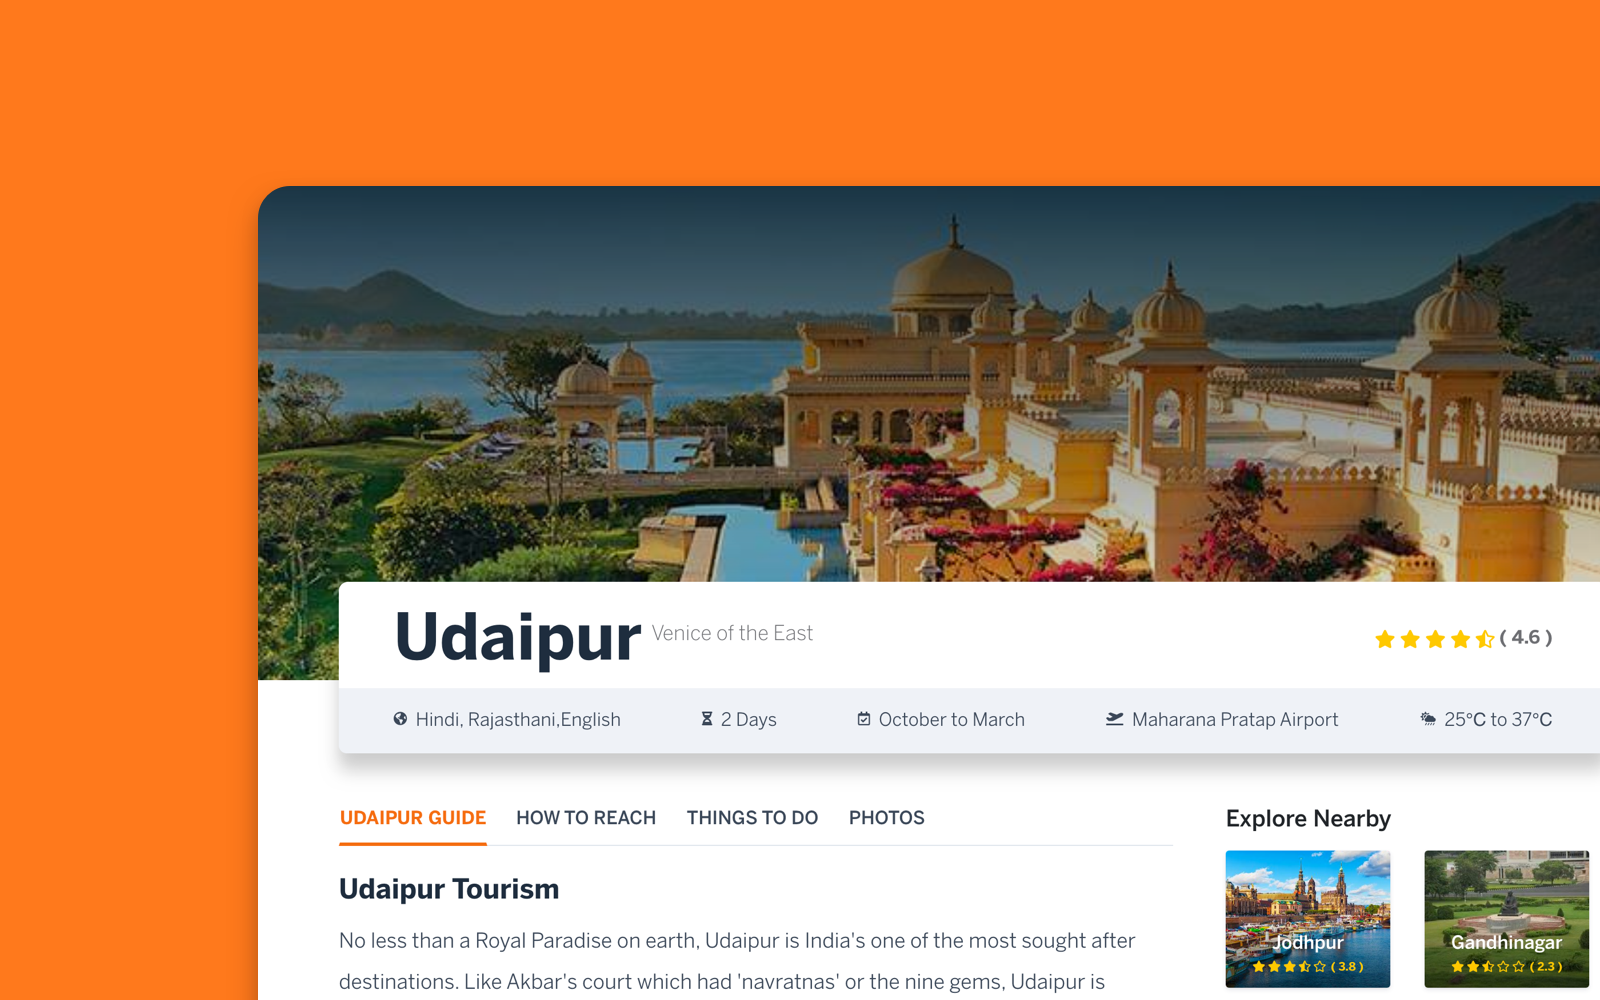 Udaipur Venice of the East
( 4.6 )
Hindi, Rajasthani,English
2 Days
October to March
Maharana Pratap Airport
25°C to 37°C
UDAIPUR GUIDE
HOW TO REACH
THINGS TO DO
PHOTOS
Udaipur Tourism
No less than a Royal Paradise on earth, Udaipur is India's one of the most sought after
destinations. Like Akbar's court which had 'navratnas' or the nine gems, Udaipur is
Explore Nearby
Jodhpur
( 3.8 )
Gandhinagar
( 2.3 )